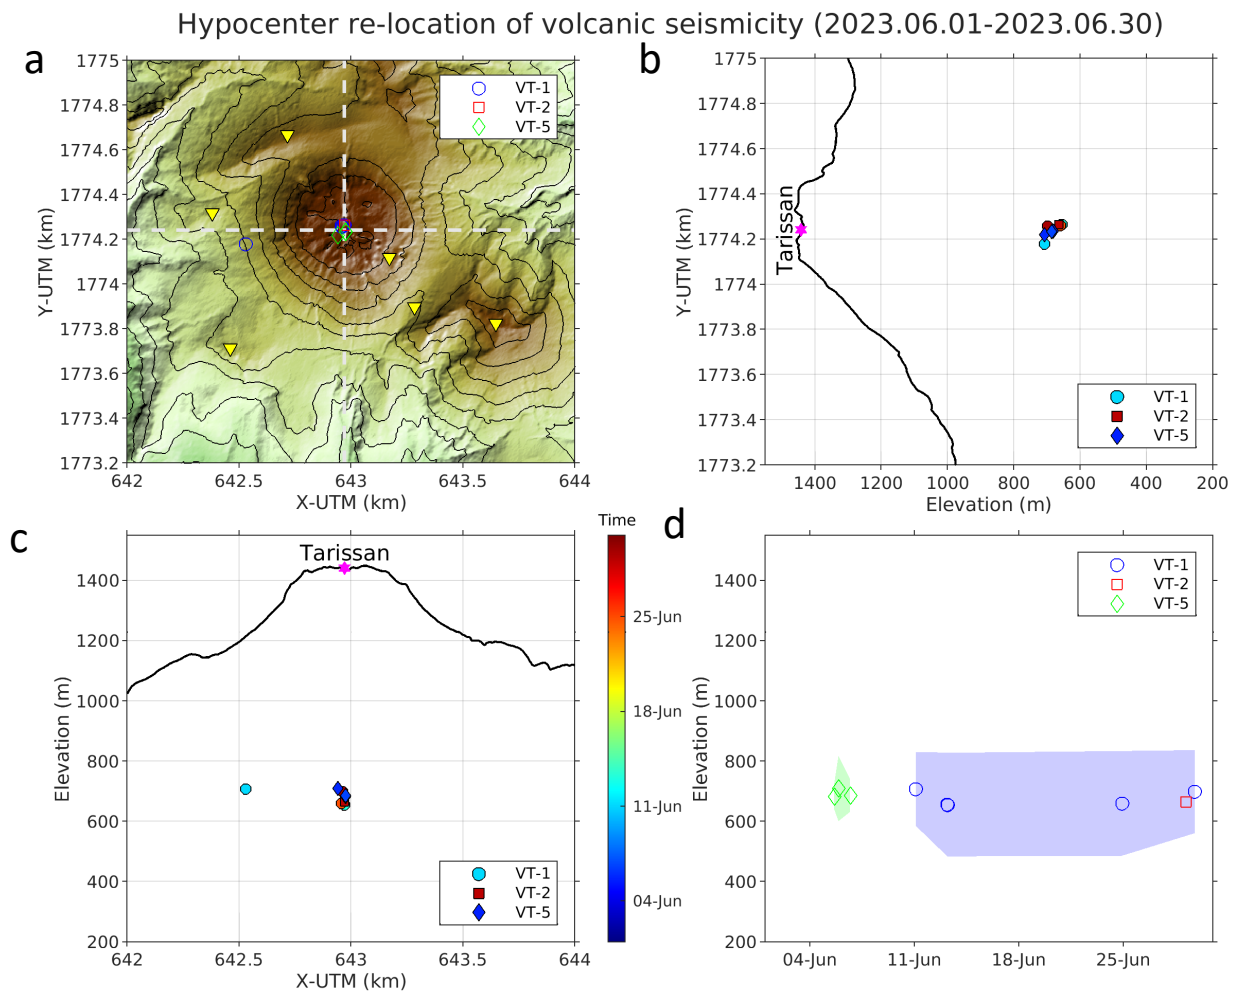 Hypocenter re-location of volcanic seismicity (2023.06.01-2023.06.30)
a
1775
1774.8
1774.6
1774.4
1774.2
1774
1773.8
1773.6
1773.4
1773.2
Y-UTM (km)
642
642.5
643
643.5
644
X-UTM (km)
VT-1
VT-2
VT-5
b
1775
1774.8
1774.6
1774.4
1774.2
1774
1773.8
1773.6
1773.4
1773.2
Y-UTM (km)
Tarissan
1400
1200
1000
800
600
400
200
Elevation (m)
VT-1
VT-2
VT-5
c
Tarissan
1400
1200
1000
800
600
400
200
Elevation (m)
642
642.5
643
643.5
644
X-UTM (km)
VT-1
VT-2
VT-5
Time
25-Jun
18-Jun
11-Jun
04-Jun
d
1400
1200
1000
800
600
400
200
Elevation (m)
04-Jun
11-Jun
18-Jun
25-Jun
VT-1
VT-2
VT-5